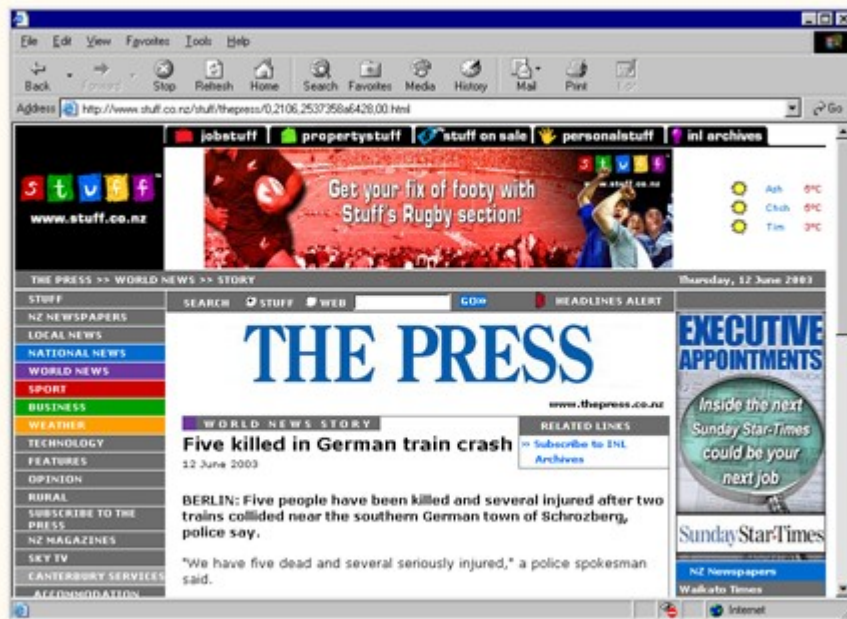 File Edit View Favorites Tools Help
Back Forward Stop Refresh Home Search Favorites Media History Mail Print Edit
Address http://www.stuff.co.nz/stuff/thepress/0,2106,2537358a6428,00.html Go
jobstuff propertystuff stuff on sale personalstuff inl archives
stuff
www.stuff.co.nz
Get your fix of footy with
Stuff's Rugby section!
stuff
www.stuff.co.nz
Ash 6°C
Chch 6°C
Tim 3°C
THE PRESS >> WORLD NEWS >> STORY
Thursday, 12 June 2003
STUFF
NZ NEWSPAPERS
LOCAL NEWS
NATIONAL NEWS
WORLD NEWS
SPORT
BUSINESS
WEATHER
TECHNOLOGY
FEATURES
OPINION
RURAL
SUBSCRIBE TO THE
PRESS
NZ MAGAZINES
SKY TV
CANTERBURY SERVICES
ACCOMMODATION
SEARCH STUFF WEB GO»
HEADLINES ALERT
THE PRESS
www.thepress.co.nz
WORLD NEWS STORY
Five killed in German train crash
12 June 2003
RELATED LINKS
» Subscribe to INL
Archives
BERLIN: Five people have been killed and several injured after two
trains collided near the southern German town of Schrozberg,
police say.
"We have five dead and several seriously injured," a police spokesman
said.
EXECUTIVE
APPOINTMENTS
Inside the next
Sunday Star-Times
could be your
next job
SundayStar-Times
NZ Newspapers
Waikato Times
Internet